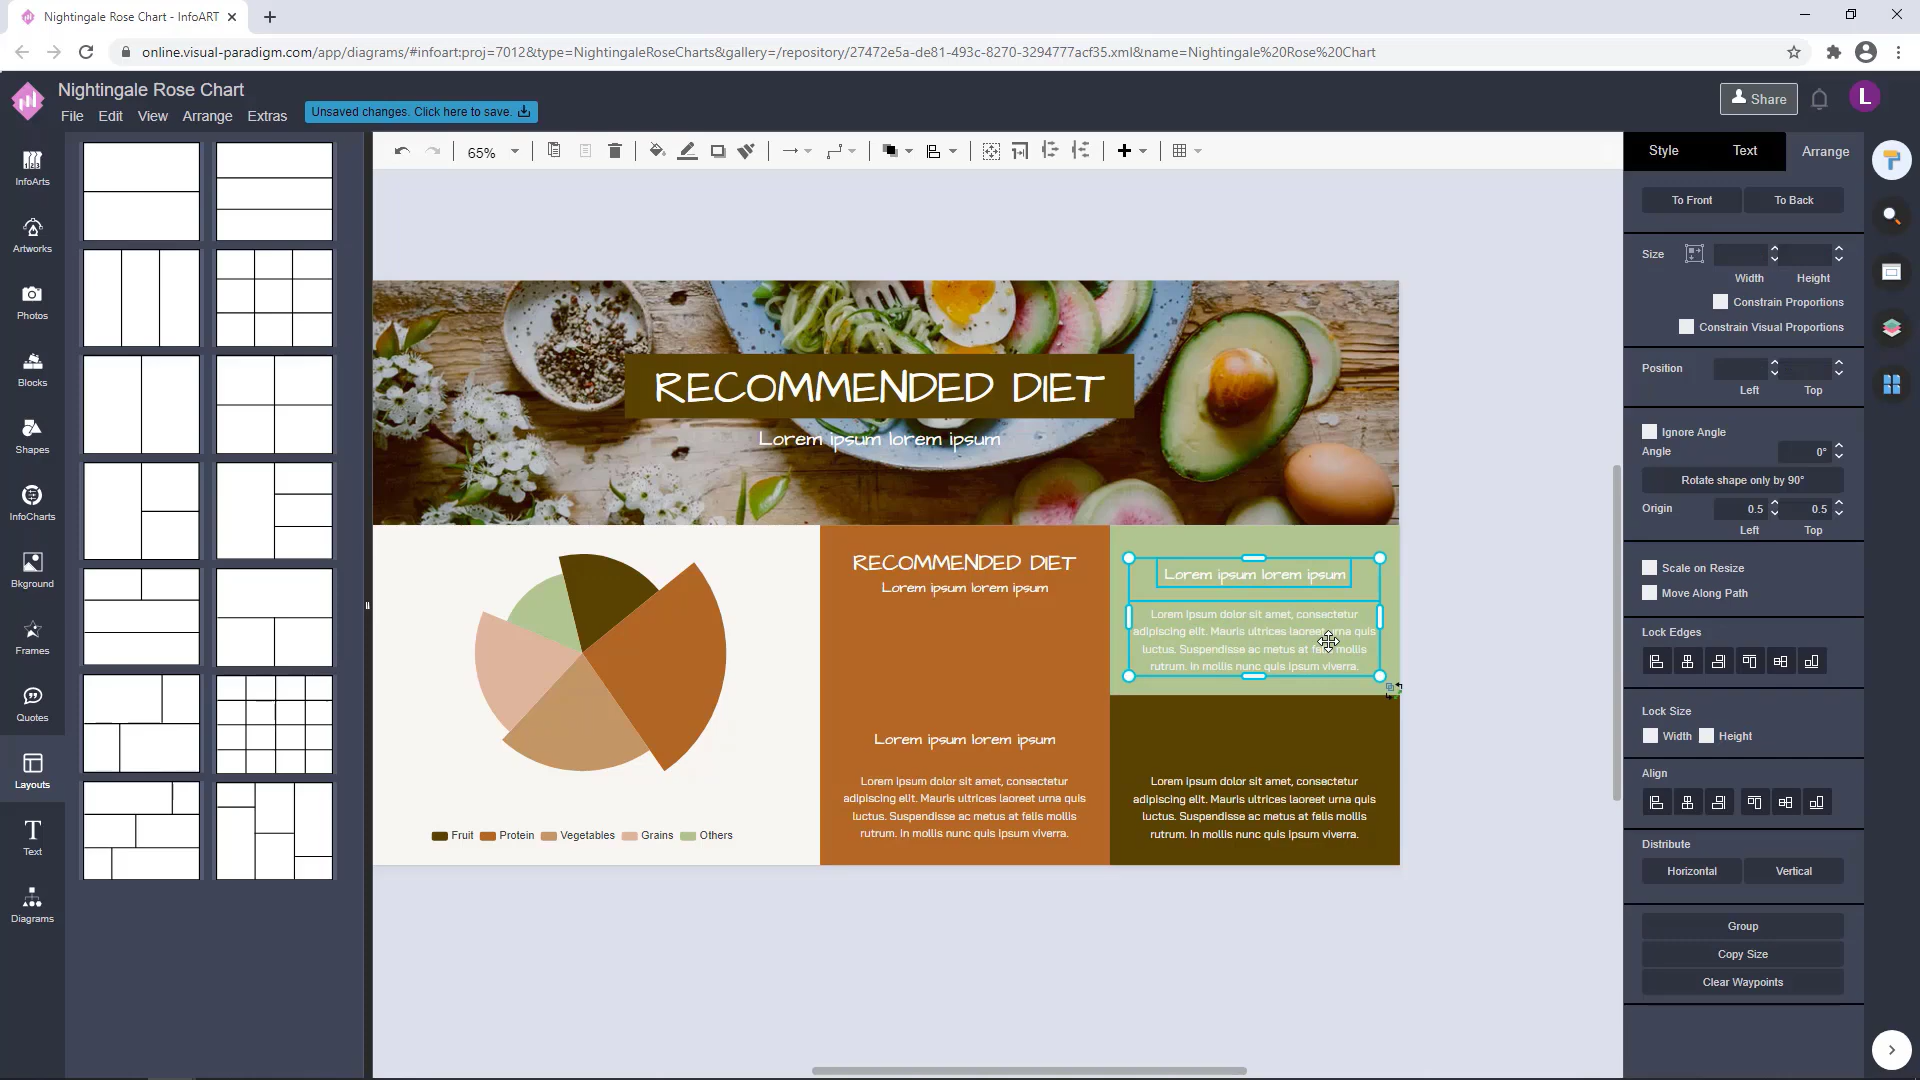 Nightingale Rose Chart - InfoART
online.visual-paradigm.com/app/diagrams/#infoart:proj=7012&type=NightingaleRoseCharts&gallery=/repository/27472e5a-de81-493c-8270-3294777acf35.xml&name=Nightingale%20Rose%20Chart
Nightingale Rose Chart
File Edit View Arrange Extras Unsaved changes. Click here to save.
Share
L
InfoArts
Artworks
Photos
Blocks
Shapes
InfoCharts
Bkground
Frames
Quotes
Layouts
Text
Diagrams
65%
RECOMMENDED DIET
Lorem ipsum lorem ipsum
Fruit Protein Vegetables Grains Others
RECOMMENDED DIET
Lorem ipsum lorem ipsum
Lorem ipsum lorem ipsum
Lorem ipsum dolor sit amet, consectetur
adipiscing elit. Mauris ultrices laoreet urna quis
luctus. Suspendisse ac metus at felis mollis
rutrum. In mollis nunc quis ipsum viverra.
Lorem ipsum lorem ipsum
Lorem ipsum dolor sit amet, consectetur
adipiscing elit. Mauris ultrices laoreet urna quis
luctus. Suspendisse ac metus at felis mollis
rutrum. In mollis nunc quis ipsum viverra.
Lorem ipsum dolor sit amet, consectetur
adipiscing elit. Mauris ultrices laoreet urna quis
luctus. Suspendisse ac metus at felis mollis
rutrum. In mollis nunc quis ipsum viverra.
Style Text Arrange
To Front To Back
Size
Width Height
Constrain Proportions
Constrain Visual Proportions
Position
Left Top
Ignore Angle
Angle 0°
Rotate shape only by 90°
Origin 0.5 0.5
Left Top
Scale on Resize
Move Along Path
Lock Edges
Lock Size
Width Height
Align
Distribute
Horizontal Vertical
Group
Copy Size
Clear Waypoints